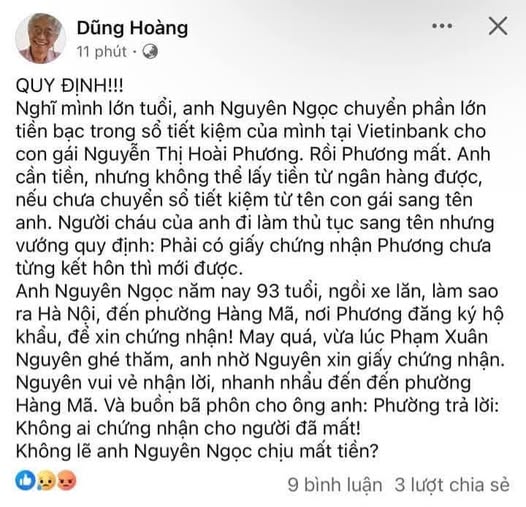 Dũng Hoàng
11 phút ·
QUY ĐỊNH!!!
Nghĩ mình lớn tuổi, anh Nguyên Ngọc chuyển phần lớn
tiền bạc trong sổ tiết kiệm của mình tại Vietinbank cho
con gái Nguyễn Thị Hoài Phương. Rồi Phương mất. Anh
cần tiền, nhưng không thể lấy tiền từ ngân hàng được,
nếu chưa chuyển sổ tiết kiệm từ tên con gái sang tên
anh. Người cháu của anh đi làm thủ tục sang tên nhưng
vướng quy định: Phải có giấy chứng nhận Phương chưa
từng kết hôn thì mới được.
Anh Nguyên Ngọc năm nay 93 tuổi, ngồi xe lăn, làm sao
ra Hà Nội, đến phường Hàng Mã, nơi Phương đăng ký hộ
khẩu, để xin chứng nhận! May quá, vừa lúc Phạm Xuân
Nguyên ghé thăm, anh nhờ Nguyên xin giấy chứng nhận.
Nguyên vui vẻ nhận lời, nhanh nhẩu đến đến phường
Hàng Mã. Và buồn bã phôn cho ông anh: Phường trả lời:
Không ai chứng nhận cho người đã mất!
Không lẽ anh Nguyên Ngọc chịu mất tiền?
9 bình luận 3 lượt chia sẻ